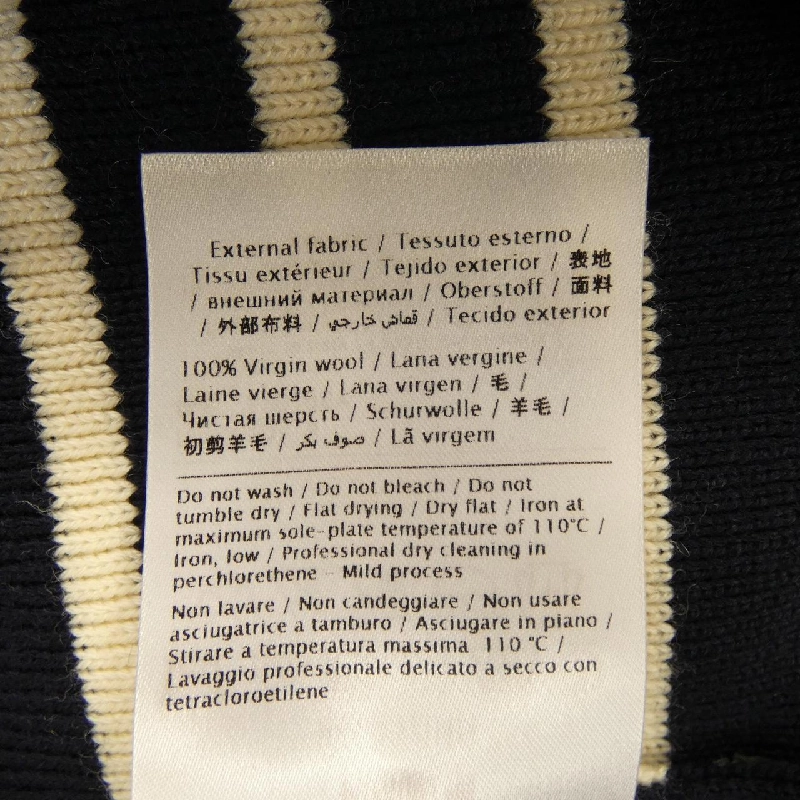 External fabric / Tessuto esterno /
Tissu extérieur / Tejido exterior / 表地
/ внешний материал / Oberstoff / 面料
/ 外部布料 / قماش خارجي / Tecido exterior
100% Virgin wool / Lana vergine /
Laine vierge / Lana virgen / 毛 /
Чистая шерсть / Schurwolle / 羊毛 /
初剪羊毛 / صوف بكر / Lã virgem
Do not wash / Do not bleach / Do not
tumble dry / Flat drying / Dry flat / Iron at
maximum sole-plate temperature of 110°C /
Iron, low / Professional dry cleaning in
perchlorethene - Mild process
Non lavare / Non candeggiare / Non usare
asciugatrice a tamburo / Asciugare in piano /
Stirare a temperatura massima 110 °C /
Lavaggio professionale delicato a secco con
tetracloroetilene